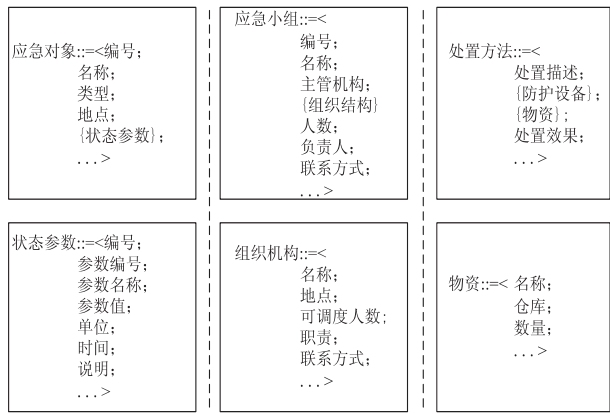 应急对象::=<编号;
名称;
类型;
地点;
{状态参数};
...>
应急小组::=<
编号;
名称;
主管机构;
{组织结构}
人数;
负责人;
联系方式;
...>
处置方法::=<
处置描述;
{防护设备};
{物资};
处置效果;
...>
状态参数::=<编号;
参数编号;
参数名称;
参数值;
单位;
时间;
说明;
...>
组织机构::=<
名称;
地点;
可调度人数;
职责;
联系方式;
...>
物资::=< 名称;
仓库;
数量;
...>